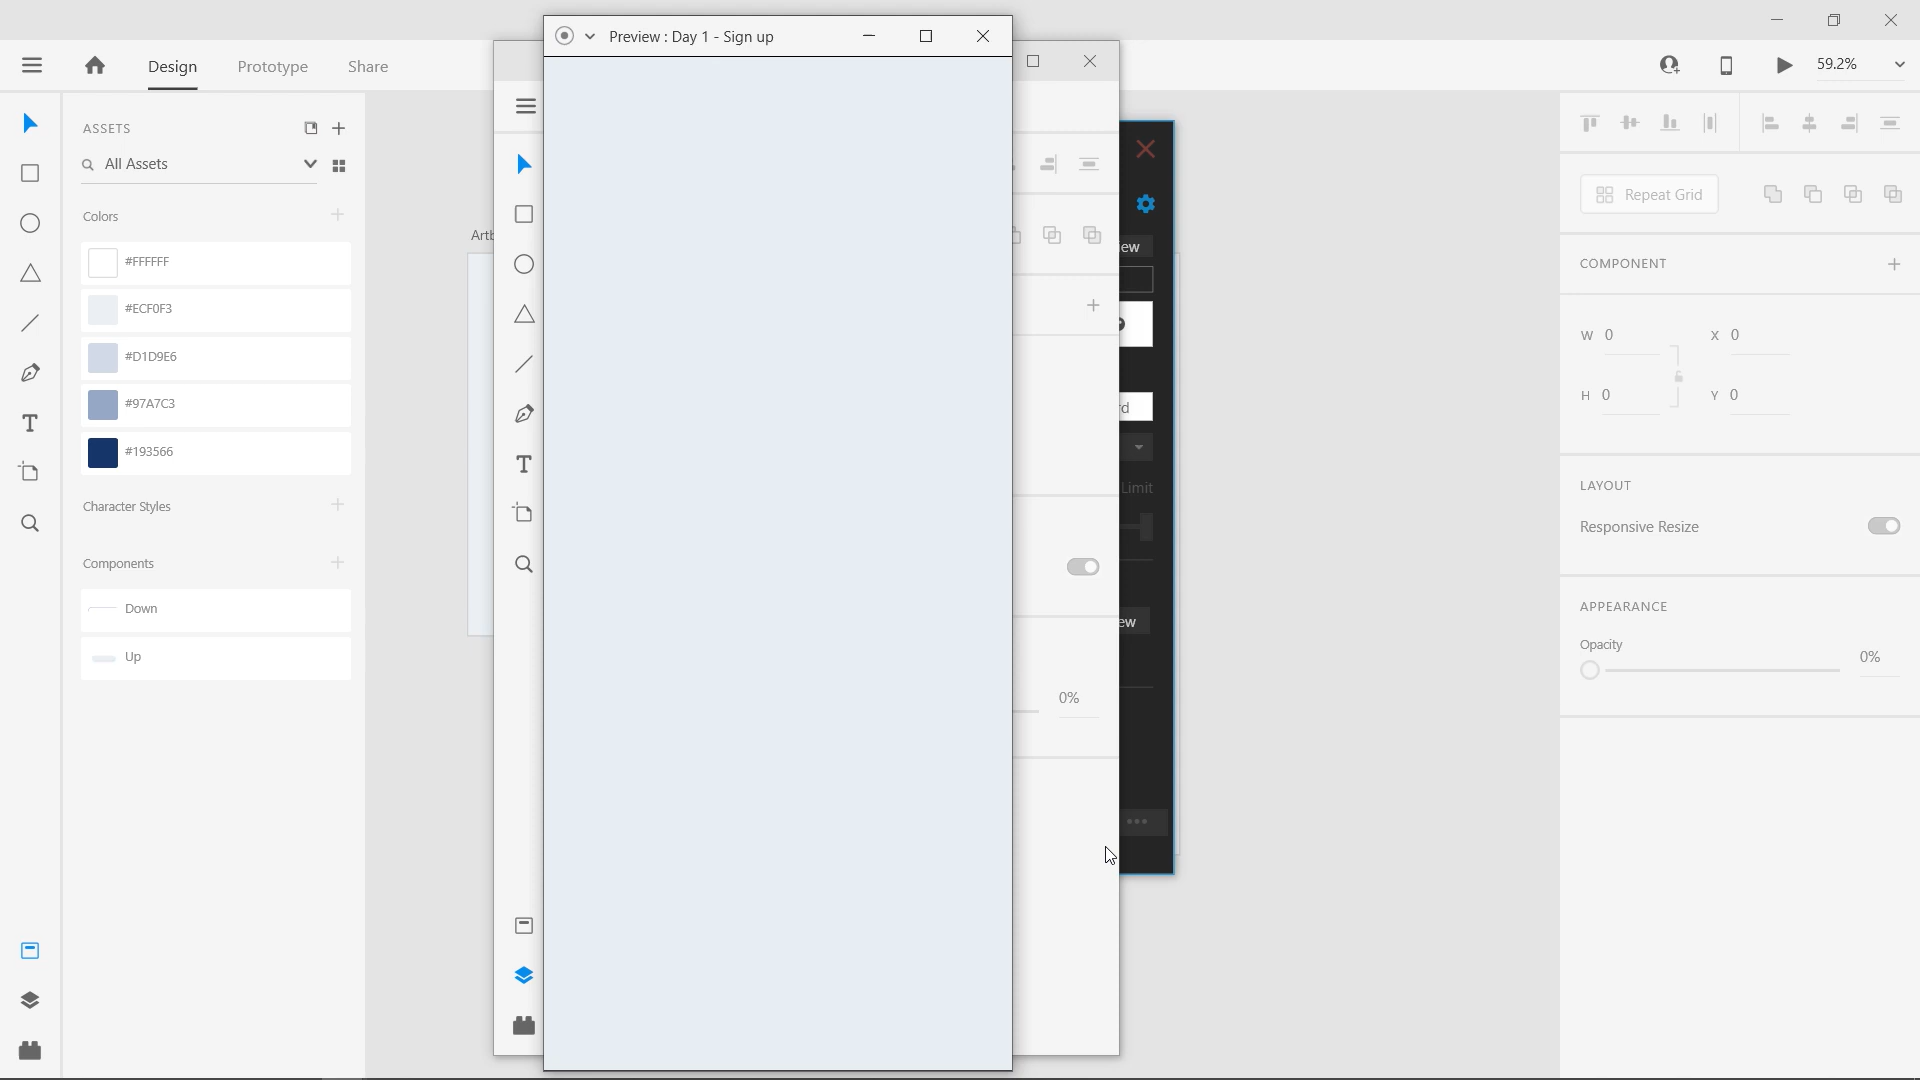 Preview : Day 1 - Sign up
Design
Prototype
Share
59.2%
ASSETS
All Assets
Colors
#FFFFFF
#ECF0F3
#D1D9E6
#97A7C3
#193566
Character Styles
Components
Down
Up
Artb
ew
rd
Limit
ew
0%
Repeat Grid
COMPONENT
W 0
X 0
H 0
Y 0
LAYOUT
Responsive Resize
APPEARANCE
Opacity
0%